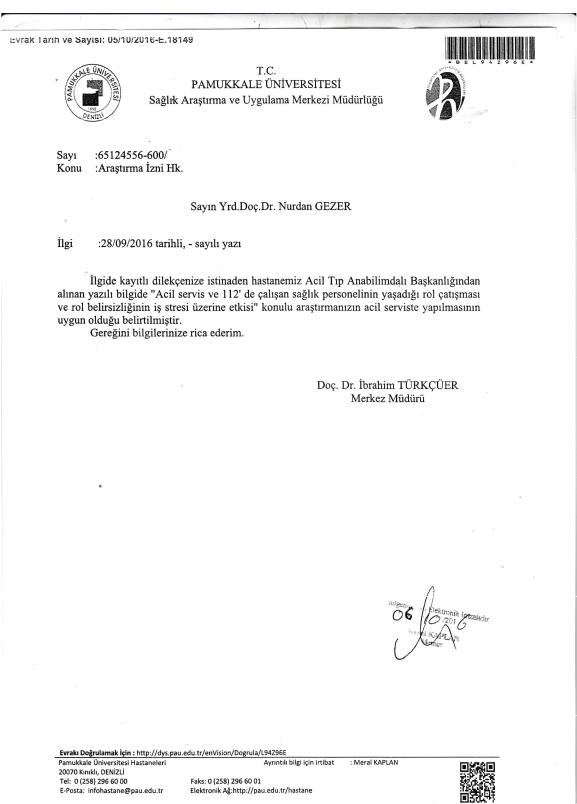 Evrak Tarih ve Sayısı: 05/10/2016-E.18149
*BEL94Z96E*
PAMUKKALE ÜNİVERSİTESİ
DENİZLİ
T.C.
PAMUKKALE ÜNİVERSİTESİ
Sağlık Araştırma ve Uygulama Merkezi Müdürlüğü
Sayı :65124556-600/
Konu :Araştırma İzni Hk.
Sayın Yrd.Doç.Dr. Nurdan GEZER
İlgi :28/09/2016 tarihli, - sayılı yazı
İlgide kayıtlı dilekçenize istinaden hastanemiz Acil Tıp Anabilimdalı Başkanlığından
alınan yazılı bilgide "Acil servis ve 112' de çalışan sağlık personelinin yaşadığı rol çatışması
ve rol belirsizliğinin iş stresi üzerine etkisi" konulu araştırmanızın acil serviste yapılmasının
uygun olduğu belirtilmiştir.
Gereğini bilgilerinize rica ederim.
Doç. Dr. İbrahim TÜRKÇÜER
Merkez Müdürü
Elektronik İmzalıdır
06/10/2016
KAPLAN
Memur
Evrakı Doğrulamak İçin : http://dys.pau.edu.tr/enVision/Dogrula/L94Z96E
Pamukkale Üniversitesi Hastaneleri Ayrıntılı bilgi için irtibat : Meral KAPLAN
20070 Kınıklı, DENİZLİ
Tel: 0 (258) 296 60 00 Faks: 0 (258) 296 60 01
E-Posta: infohastane@pau.edu.tr Elektronik Ağ:http://pau.edu.tr/hastane